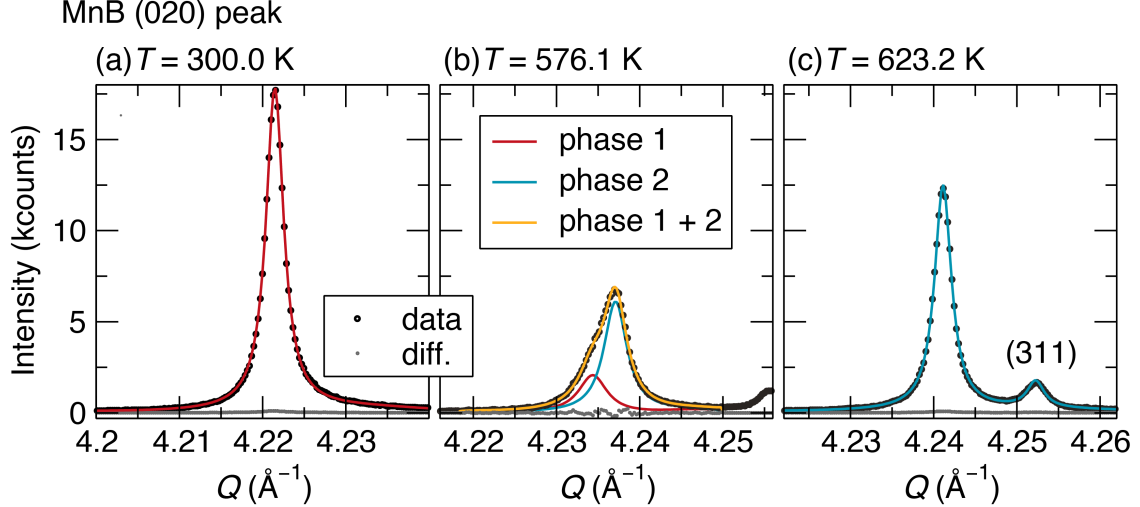 MnB (020) peak
(a) T = 300.0 K
(b) T = 576.1 K
(c) T = 623.2 K
Intensity (kcounts)
15
10
5
0
data
diff.
phase 1
phase 2
phase 1 + 2
(311)
4.2 4.21 4.22 4.23
4.22 4.23 4.24 4.25
4.23 4.24 4.25 4.26
Q (Å⁻¹)
Q (Å⁻¹)
Q (Å⁻¹)